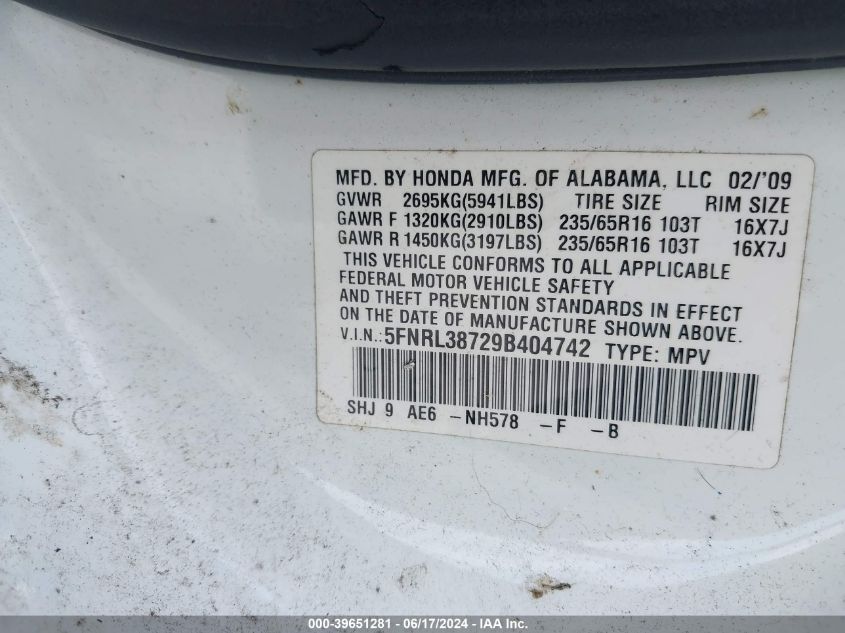 MFD. BY HONDA MFG. OF ALABAMA, LLC 02/'09
GVWR 2695KG(5941LBS) TIRE SIZE RIM SIZE
GAWR F 1320KG(2910LBS) 235/65R16 103T 16X7J
GAWR R 1450KG(3197LBS) 235/65R16 103T 16X7J
THIS VEHICLE CONFORMS TO ALL APPLICABLE
FEDERAL MOTOR VEHICLE SAFETY
AND THEFT PREVENTION STANDARDS IN EFFECT
ON THE DATE OF MANUFACTURE SHOWN ABOVE.
V.I.N.:5FNRL38729B404742 TYPE: MPV
SHJ 9 AE6 -NH578 -F -B
000-39651281 - 06/17/2024 - IAA Inc.